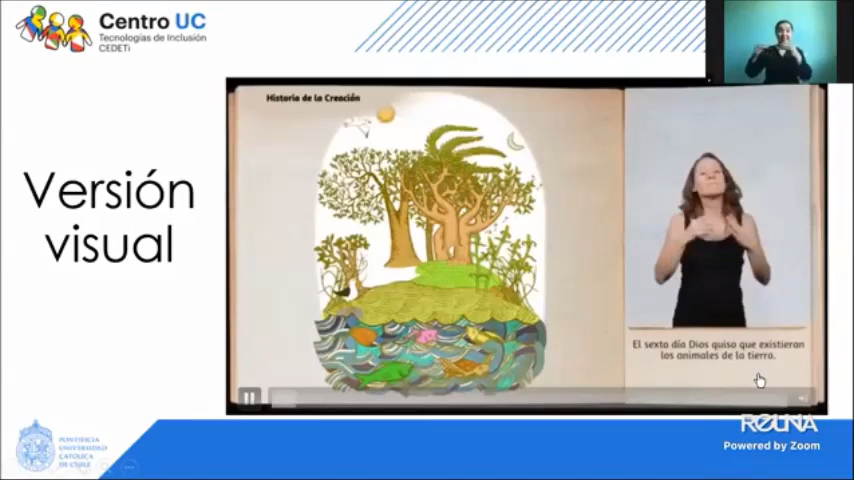 Centro UC
Tecnologías de Inclusión
CEDETi
Historia de la Creación
Versión
visual
El sexto día Dios quiso que existieran
los animales de la tierra.
PONTIFICIA
UNIVERSIDAD
CATÓLICA
DE CHILE
REUNA
Powered by Zoom